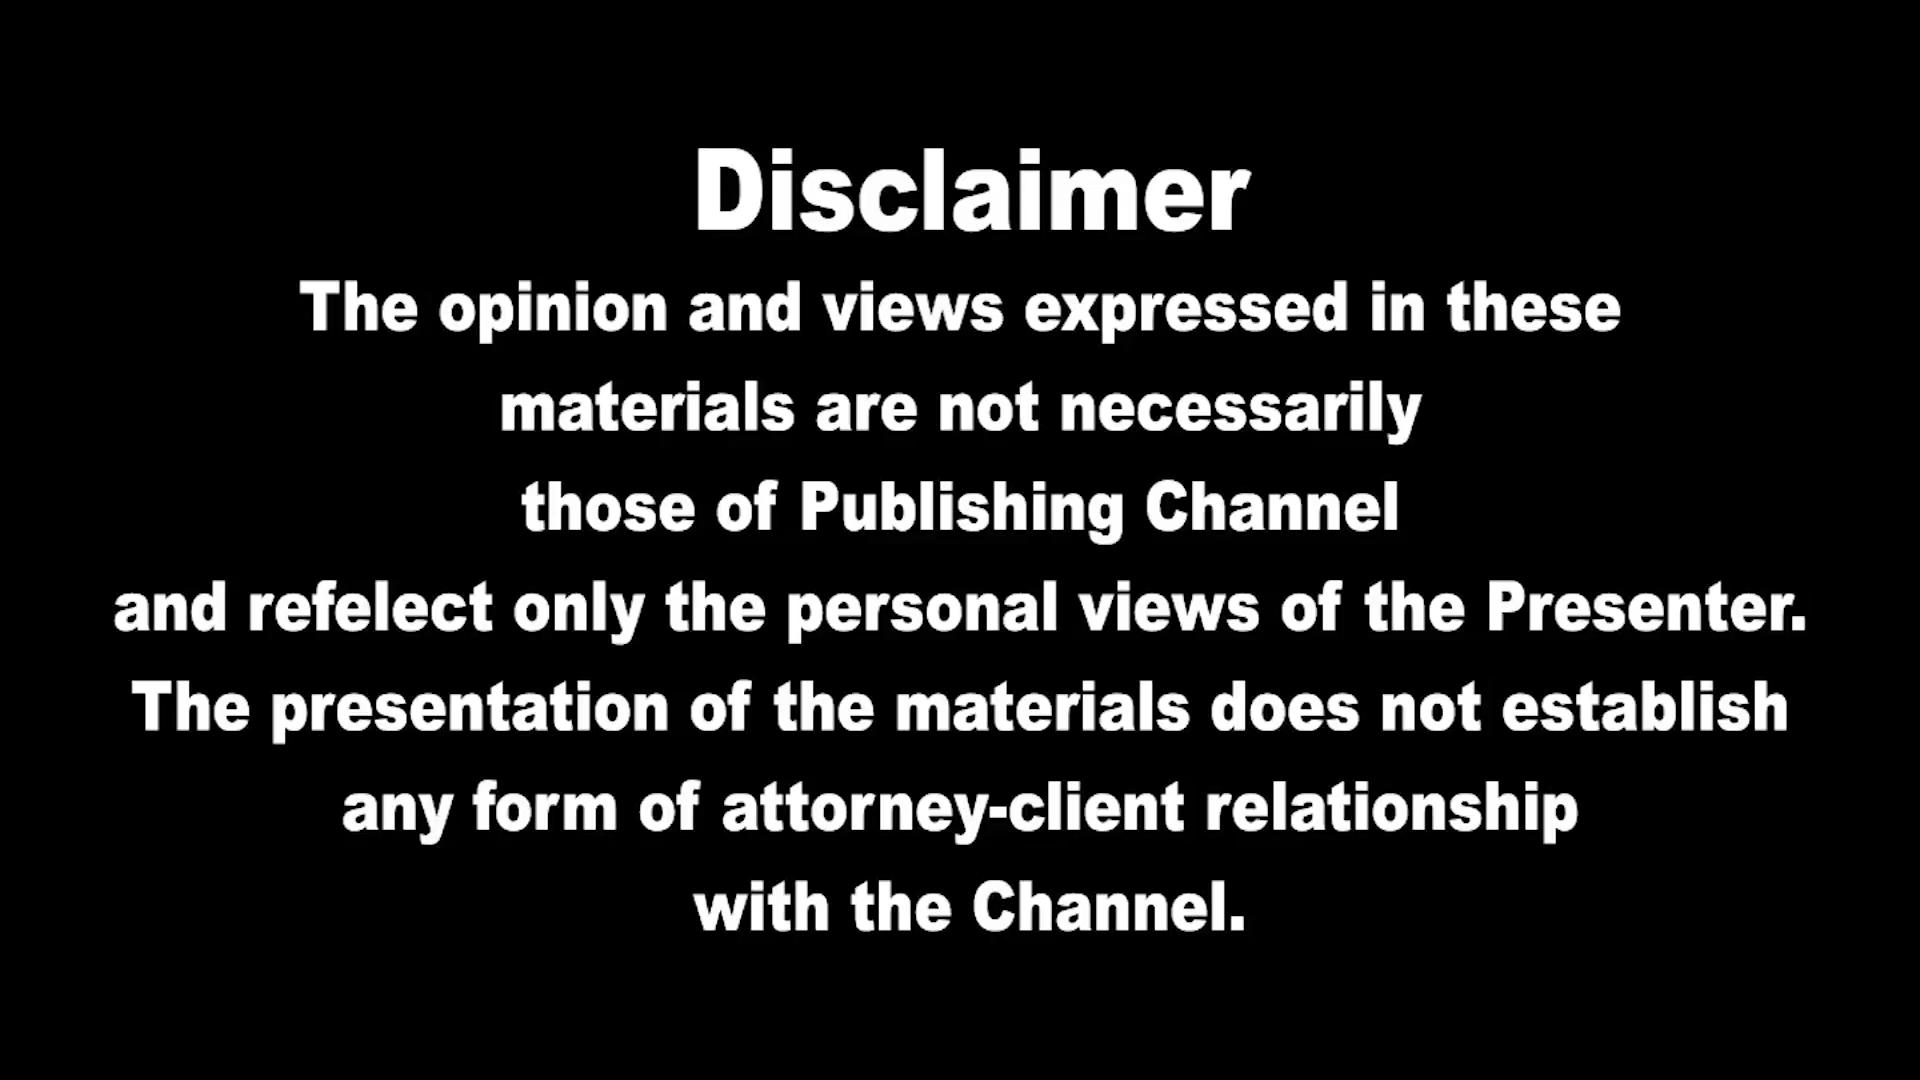 Disclaimer
The opinion and views expressed in these
materials are not necessarily
those of Publishing Channel
and refelect only the personal views of the Presenter.
The presentation of the materials does not establish
any form of attorney-client relationship
with the Channel.